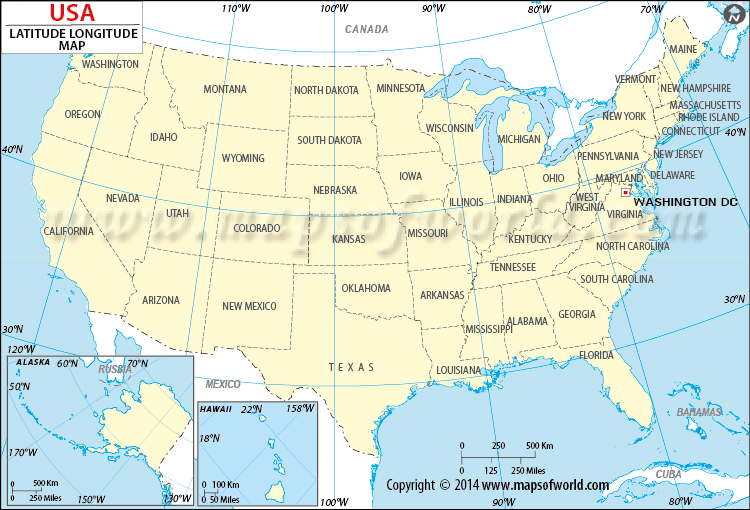 USA
LATITUDE LONGITUDE
MAP
110°W
100°W
90°W
80°W
70°W
N
CANADA
WASHINGTON
MONTANA
NORTH DAKOTA
MINNESOTA
MAINE
VERMONT
NEW HAMPSHIRE
MASSACHUSETTS
RHODE ISLAND
CONNECTICUT
40°N
OREGON
IDAHO
WYOMING
SOUTH DAKOTA
WISCONSIN
MICHIGAN
NEW YORK
PENNSYLVANIA
NEW JERSEY
40°N
NEVADA
UTAH
COLORADO
NEBRASKA
IOWA
ILLINOIS
INDIANA
OHIO
WEST
VIRGINIA
MARYLAND
DELAWARE
WASHINGTON DC
VIRGINIA
www.mapsofworld.com
CALIFORNIA
KANSAS
MISSOURI
KENTUCKY
NORTH CAROLINA
TENNESSEE
SOUTH CAROLINA
ARIZONA
NEW MEXICO
OKLAHOMA
ARKANSAS
MISSISSIPPI
ALABAMA
GEORGIA
30°N
30°N
120°W
TEXAS
LOUISIANA
FLORIDA
MEXICO
BAHAMAS
CUBA
ALASKA
60°N
70°N
RUSSIA
50°N
170°W
0 500 Km
0 250 Miles
150°W
130°W
HAWAII
22°N
158°W
18°N
0 100 Km
0 50 Miles
0 250 500 Km
0 125 250 Miles
Copyright © 2014 www.mapsofworld.com
100°W
90°W
80°W